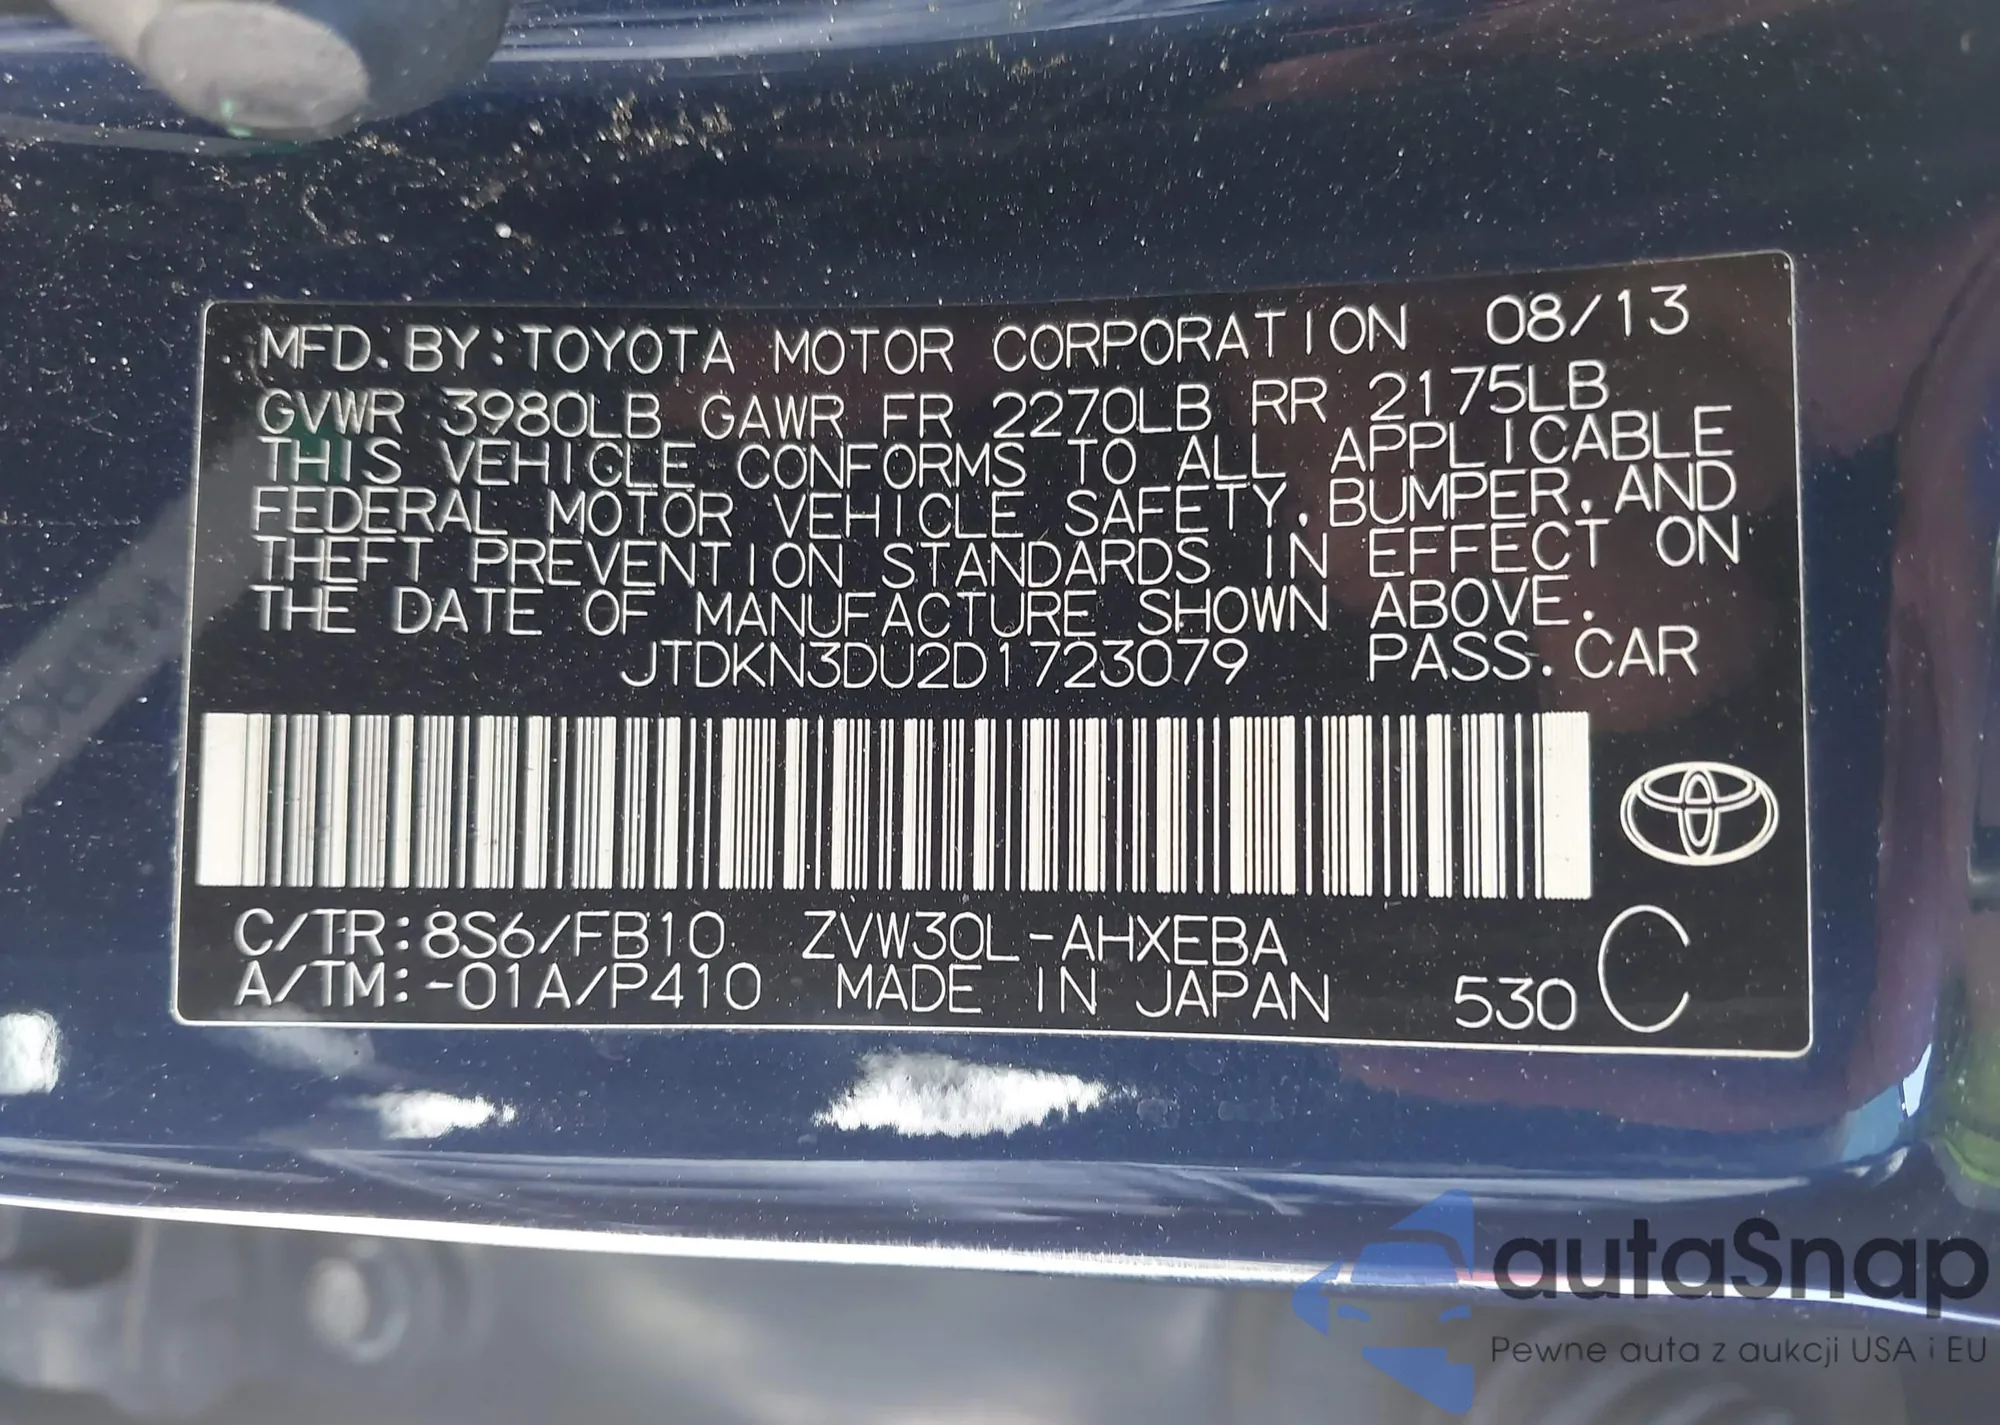 MFD. BY: TOYOTA MOTOR CORPORATION 08/13
GVWR 3980LB GAWR FR 2270LB RR 2175LB
THIS VEHICLE CONFORMS TO ALL APPLICABLE
FEDERAL MOTOR VEHICLE SAFETY, BUMPER, AND
THEFT PREVENTION STANDARDS IN EFFECT ON
THE DATE OF MANUFACTURE SHOWN ABOVE.
JTDKN3DU2D1723079 PASS. CAR
C/TR: 8S6/FB10 ZVW30L-AHXEBA
A/TM: -01A/P410 MADE IN JAPAN 530 C
autaSnap
Pewne auta z aukcji USA i EU